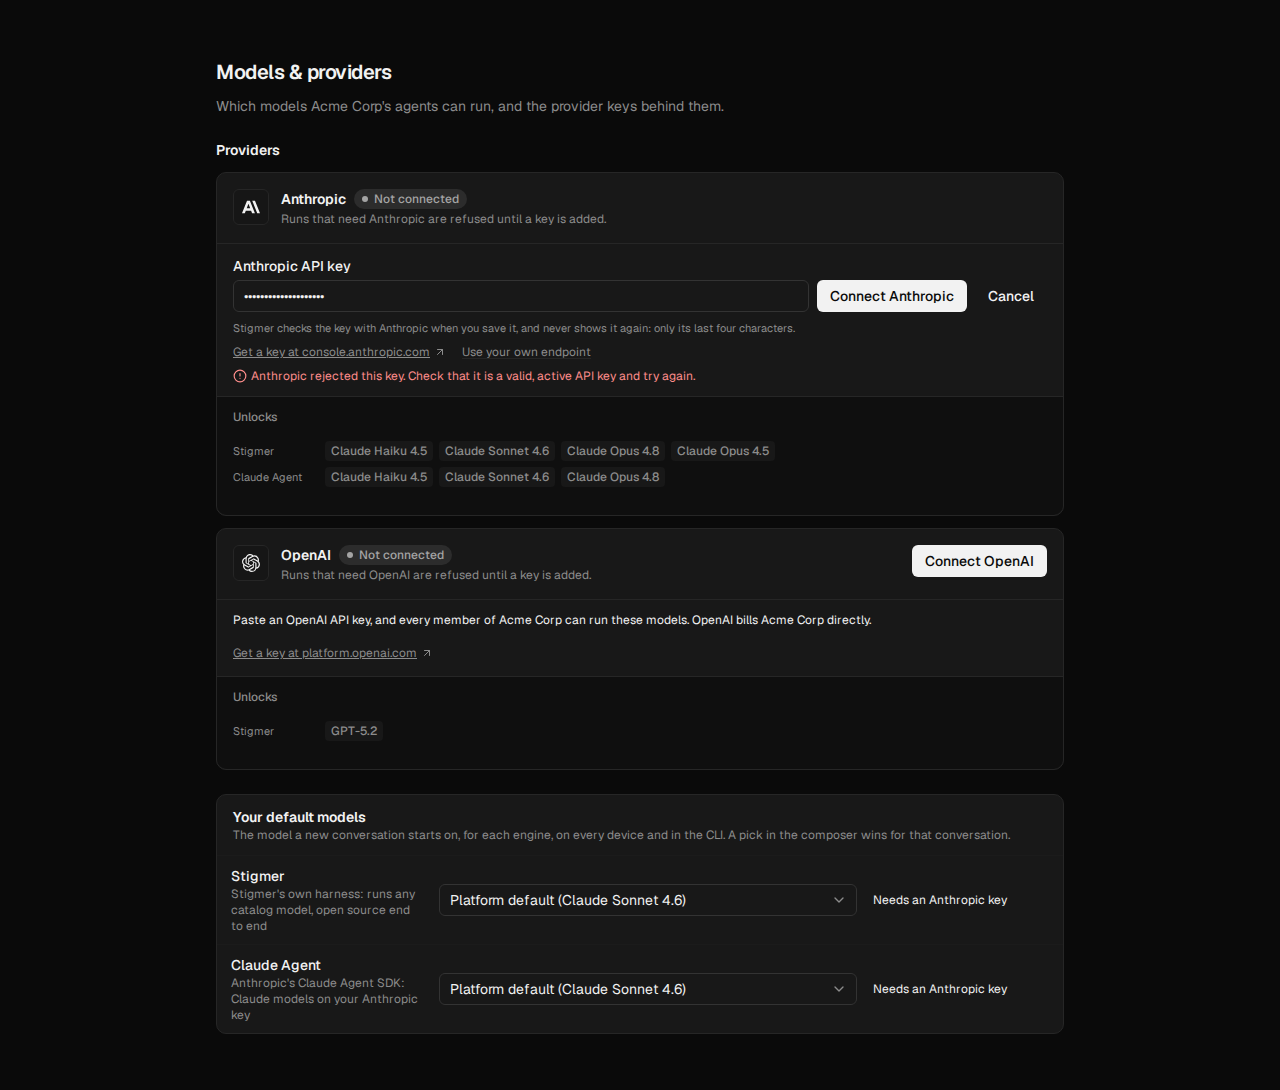 Models & providers
Which models Acme Corp's agents can run, and the provider keys behind them.
Providers
Anthropic
Not connected
Runs that need Anthropic are refused until a key is added.
Anthropic API key
••••••••••••••••••••
Connect Anthropic
Cancel
Stigmer checks the key with Anthropic when you save it, and never shows it again: only its last four characters.
Get a key at console.anthropic.com
Use your own endpoint
Anthropic rejected this key. Check that it is a valid, active API key and try again.
Unlocks
Stigmer
Claude Haiku 4.5
Claude Sonnet 4.6
Claude Opus 4.8
Claude Opus 4.5
Claude Agent
Claude Haiku 4.5
Claude Sonnet 4.6
Claude Opus 4.8
OpenAI
Not connected
Runs that need OpenAI are refused until a key is added.
Connect OpenAI
Paste an OpenAI API key, and every member of Acme Corp can run these models. OpenAI bills Acme Corp directly.
Get a key at platform.openai.com
Unlocks
Stigmer
GPT-5.2
Your default models
The model a new conversation starts on, for each engine, on every device and in the CLI. A pick in the composer wins for that conversation.
Stigmer
Stigmer's own harness: runs any
catalog model, open source end
to end
Platform default (Claude Sonnet 4.6)
Needs an Anthropic key
Claude Agent
Anthropic's Claude Agent SDK:
Claude models on your Anthropic
key
Platform default (Claude Sonnet 4.6)
Needs an Anthropic key